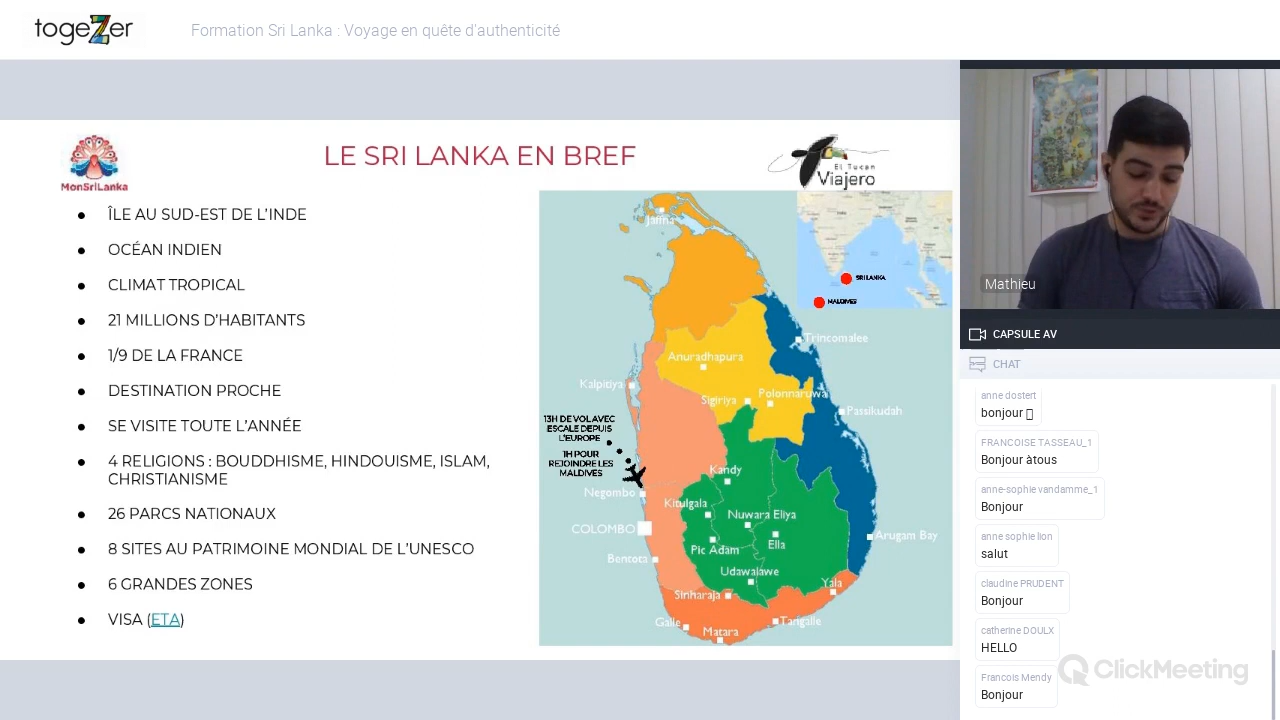 togeZer
Formation Sri Lanka : Voyage en quête d'authenticité
MonSriLanka
LE SRI LANKA EN BREF
El Tucan
Viajero
● ÎLE AU SUD-EST DE L'INDE
● OCÉAN INDIEN
● CLIMAT TROPICAL
● 21 MILLIONS D'HABITANTS
● 1/9 DE LA FRANCE
● DESTINATION PROCHE
● SE VISITE TOUTE L'ANNÉE
● 4 RELIGIONS : BOUDDHISME, HINDOUISME, ISLAM,
CHRISTIANISME
● 26 PARCS NATIONAUX
● 8 SITES AU PATRIMOINE MONDIAL DE L'UNESCO
● 6 GRANDES ZONES
● VISA (ETA)
Jaffna
India
SRI LANKA
MALDIVES
Trincomalee
Anuradhapura
Kalpitiya
Sigiriya
Polonnaruwa
Passikudah
13H DE VOL AVEC
ESCALE DEPUIS
L'EUROPE
1H POUR
REJOINDRE LES
MALDIVES
Kandy
Negombo
Kitulgala
Nuwara Eliya
COLOMBO
Pic Adam
Ella
Arugam Bay
Bentota
Udawalawe
Yala
Sinharaja
Galle
Matara
Tangalle
Mathieu
CAPSULE AV
CHAT
anne dostert
bonjour
FRANCOISE TASSEAU_1
Bonjour àtous
anne-sophie vandamme_1
Bonjour
anne sophie lion
salut
claudine PRUDENT
Bonjour
catherine DOULX
HELLO
Francois Mendy
Bonjour
ClickMeeting